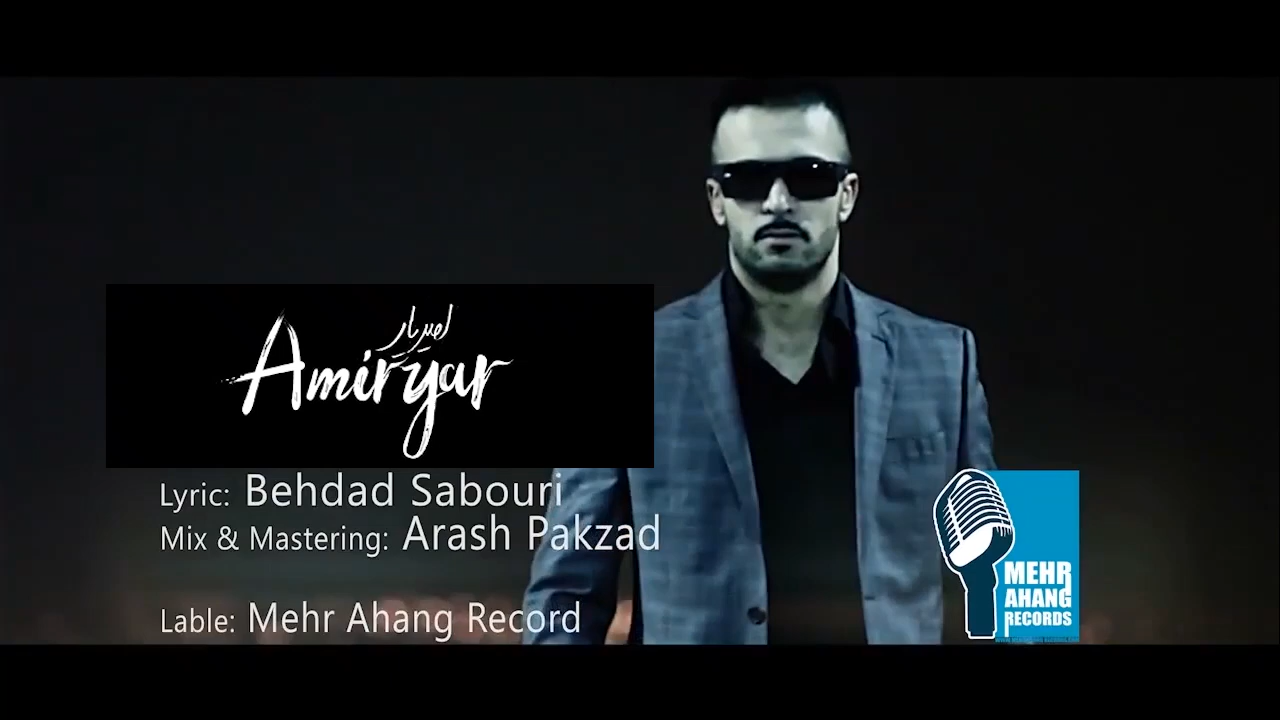 امیریار
Amiryar
Lyric: Behdad Sabouri
Mix & Mastering: Arash Pakzad
Lable: Mehr Ahang Record
MEHR
AHANG
RECORDS